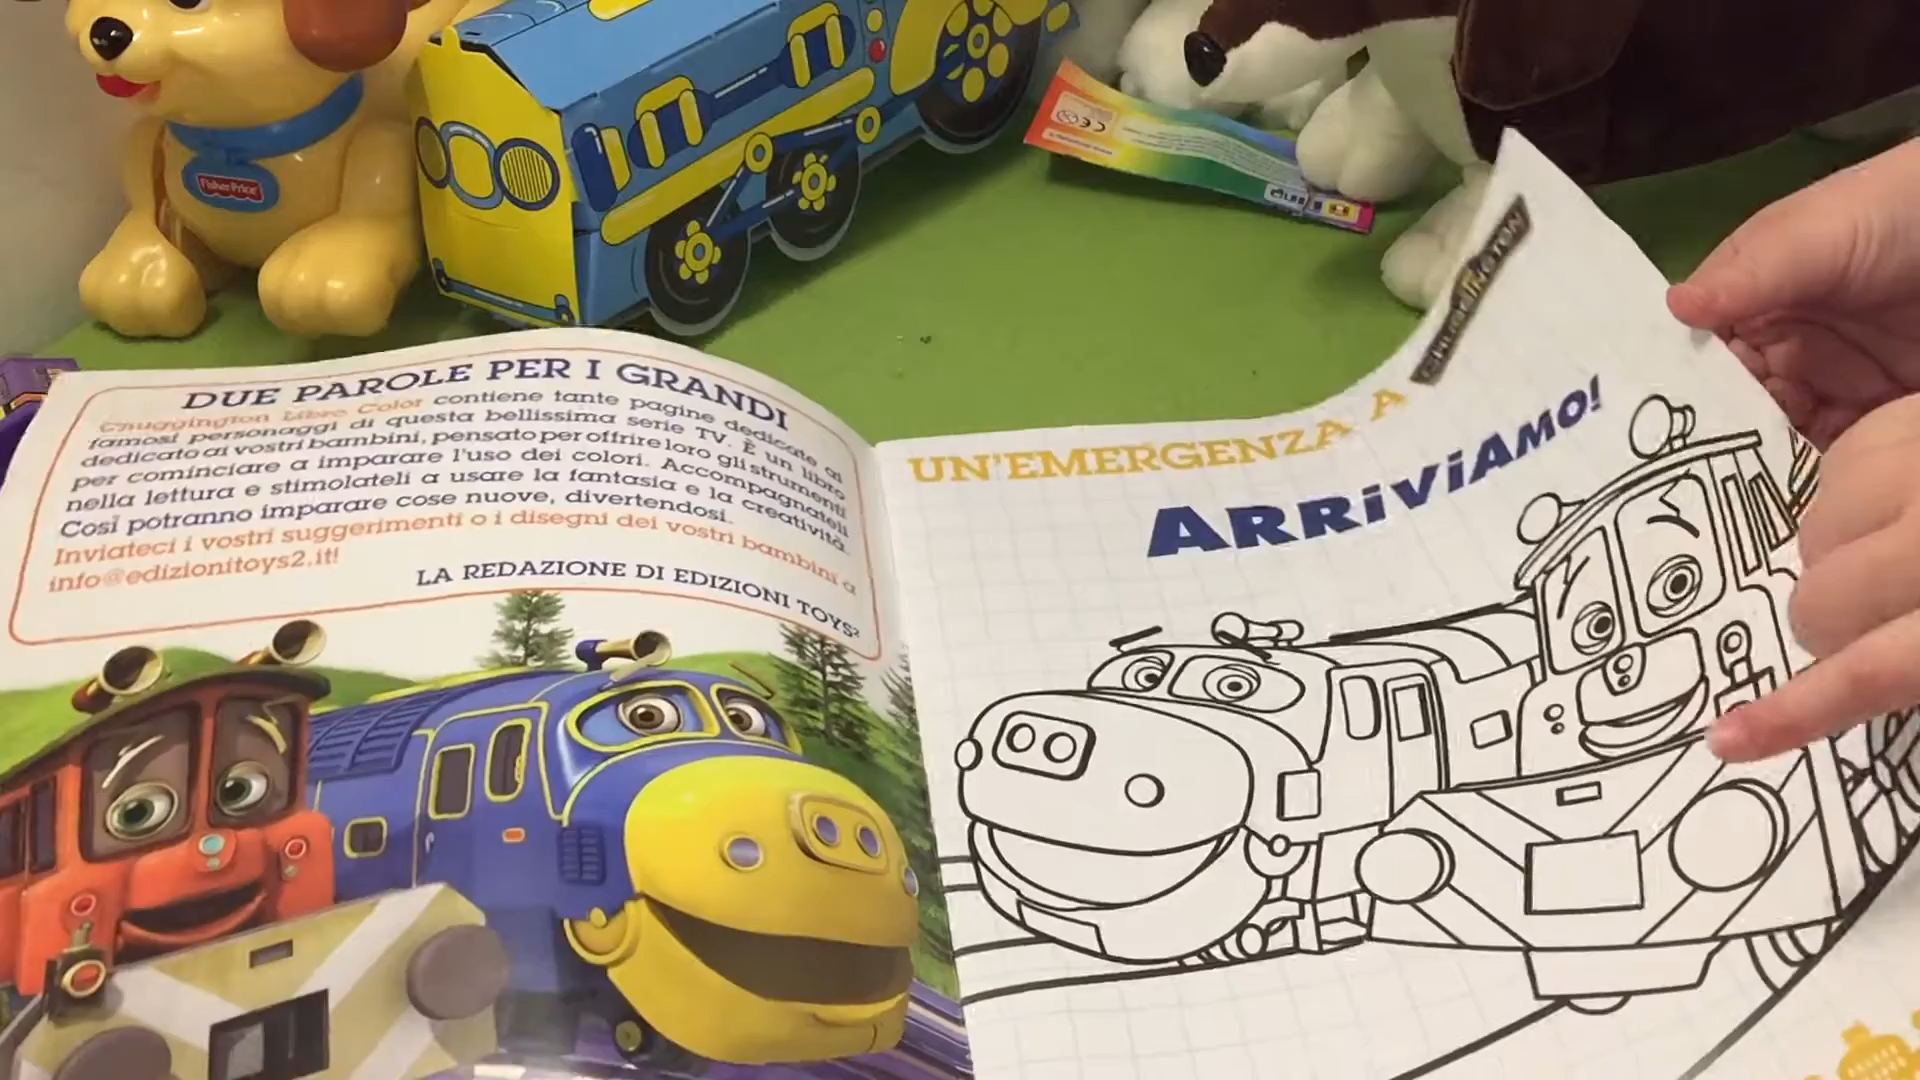 Fisher-Price
CE
DUE PAROLE PER I GRANDI
Chuggington Libro Color contiene tante pagine dedicate ai
famosi personaggi di questa bellissima serie TV. È un libro
dedicato ai vostri bambini, pensato per offrire loro gli strumenti
per cominciare a imparare l'uso dei colori. Accompagnateli
nella lettura e stimolateli a usare la fantasia e la creatività.
Così potranno imparare cose nuove, divertendosi.
Inviateci i vostri suggerimenti o i disegni dei vostri bambini a
info@edizionitoys2.it!
LA REDAZIONE DI EDIZIONI TOYS²
UN'EMERGENZA A CHUGGINGTON
ARRiViAMO!